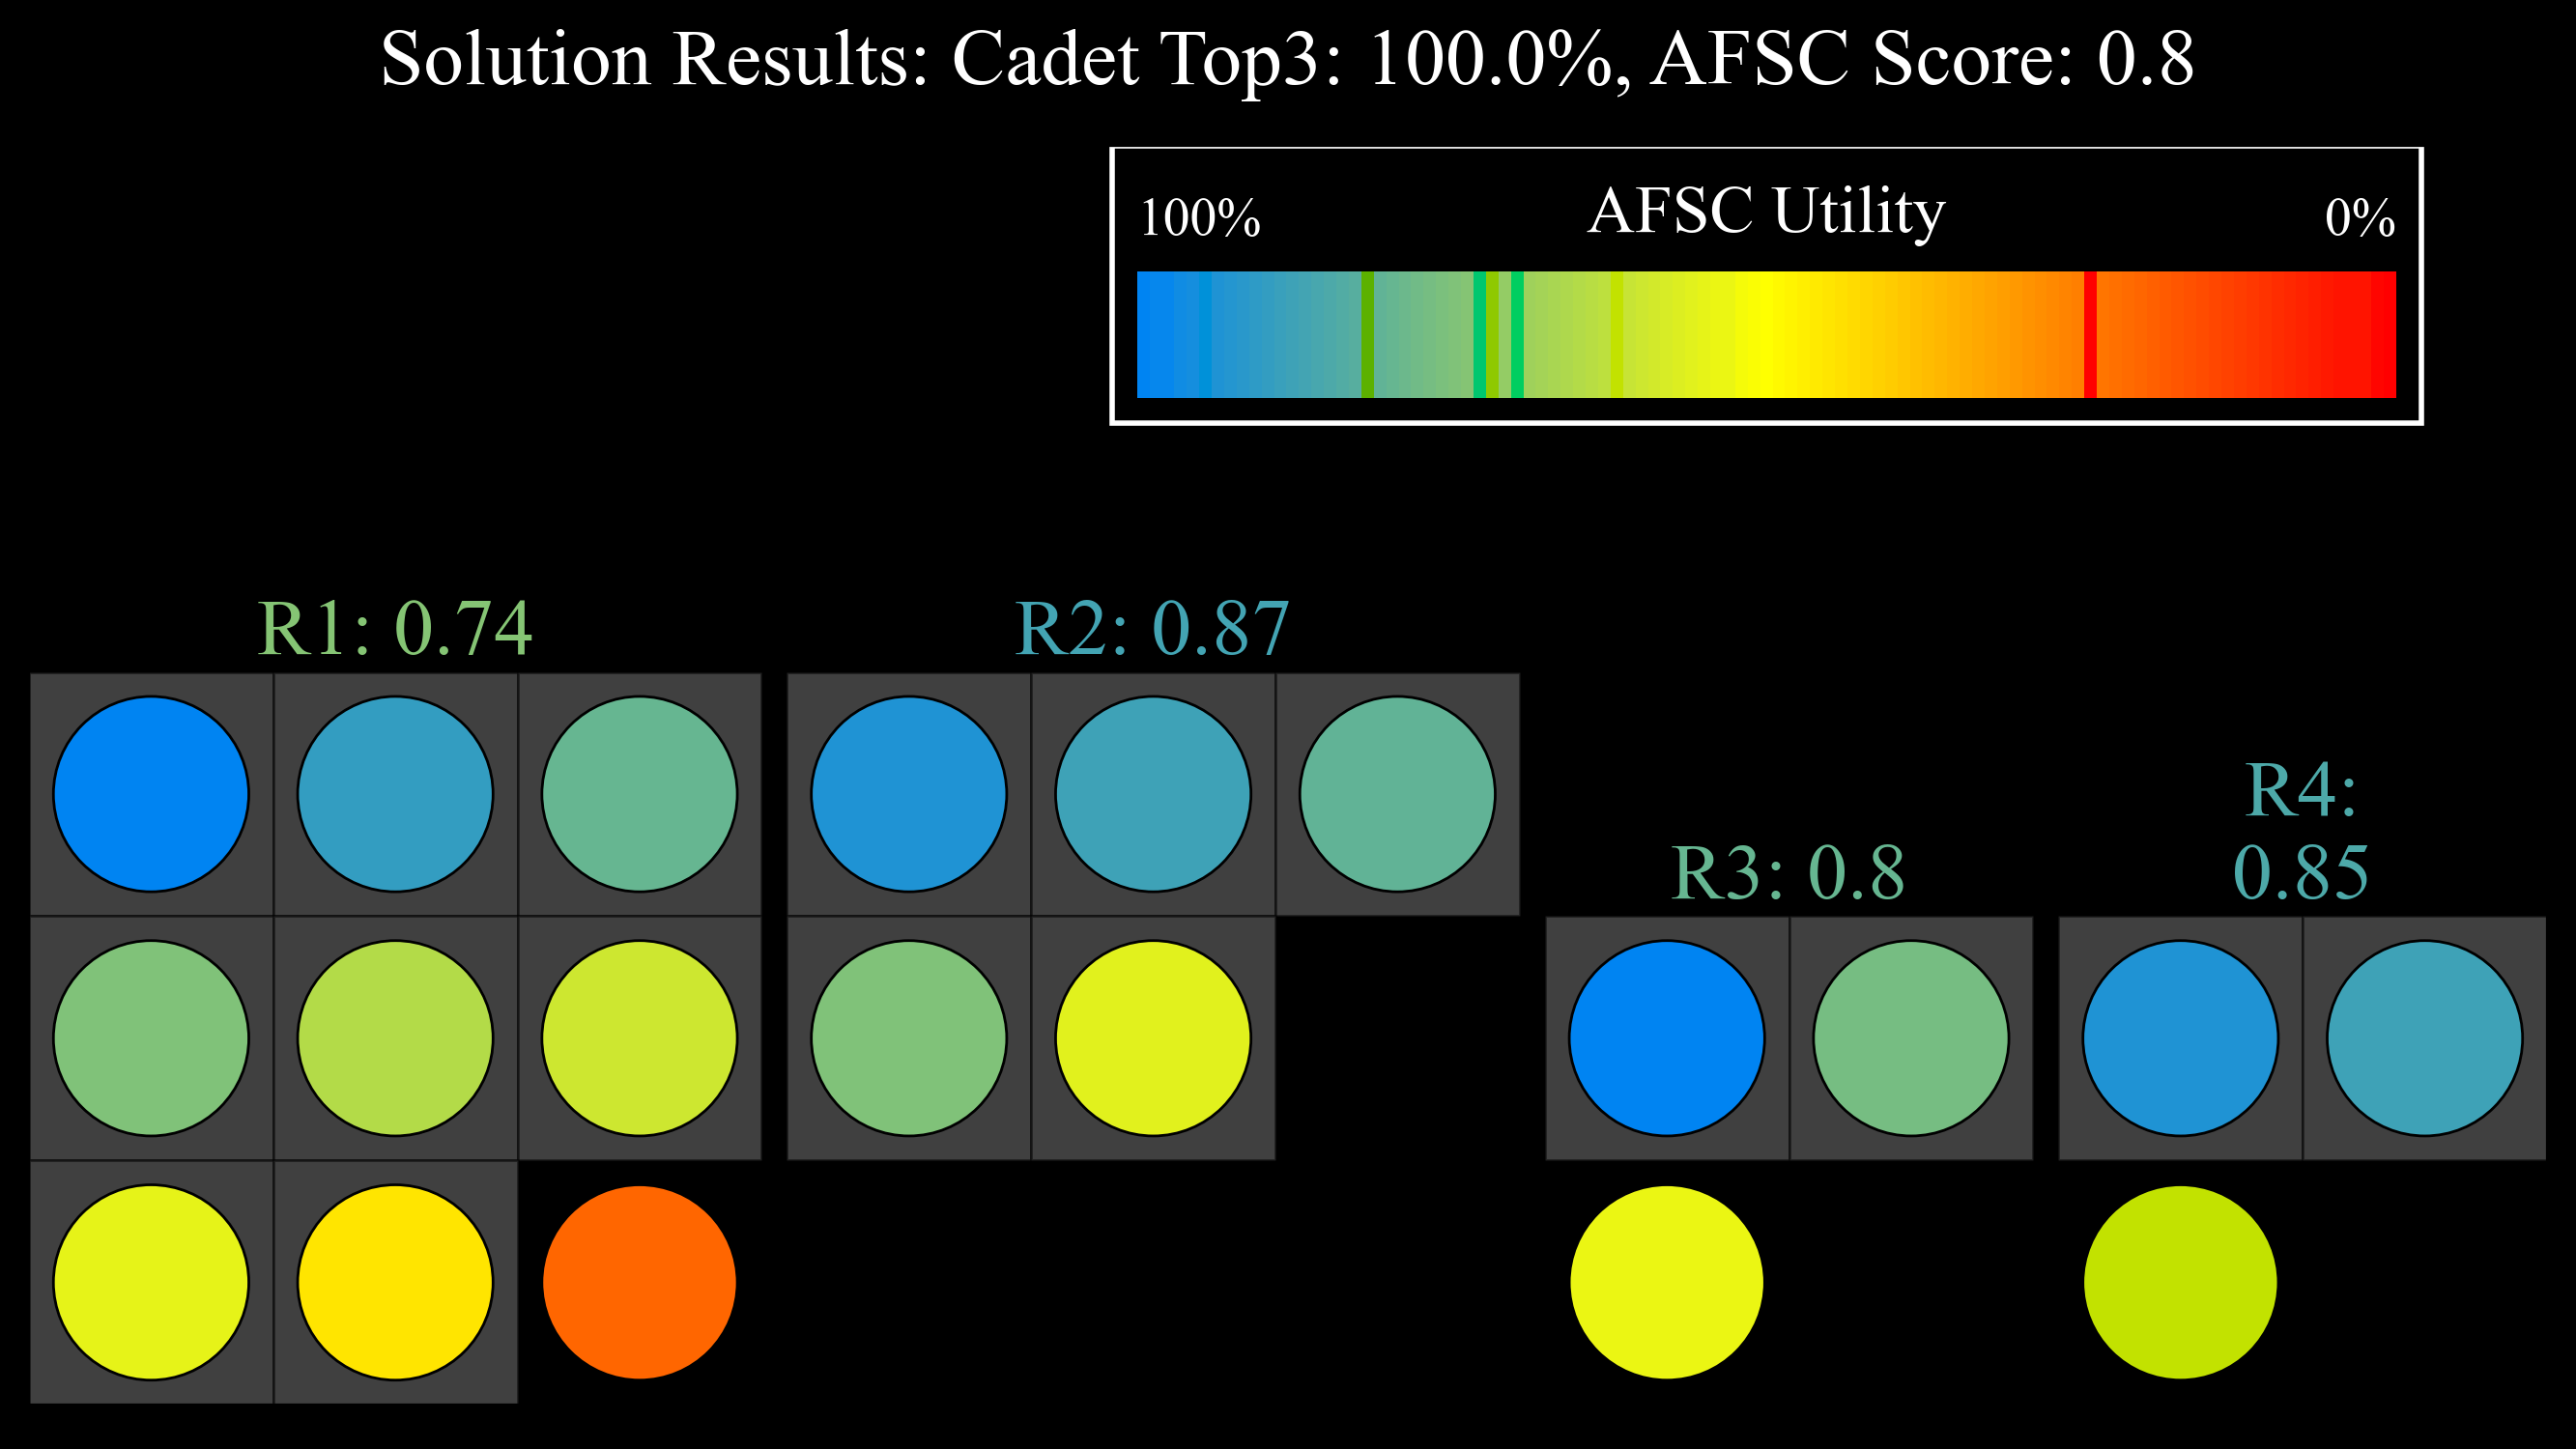 Solution Results: Cadet Top3: 100.0%, AFSC Score: 0.8
100% AFSC Utility 0%
R1: 0.74
R2: 0.87
R3: 0.8
R4:
0.85